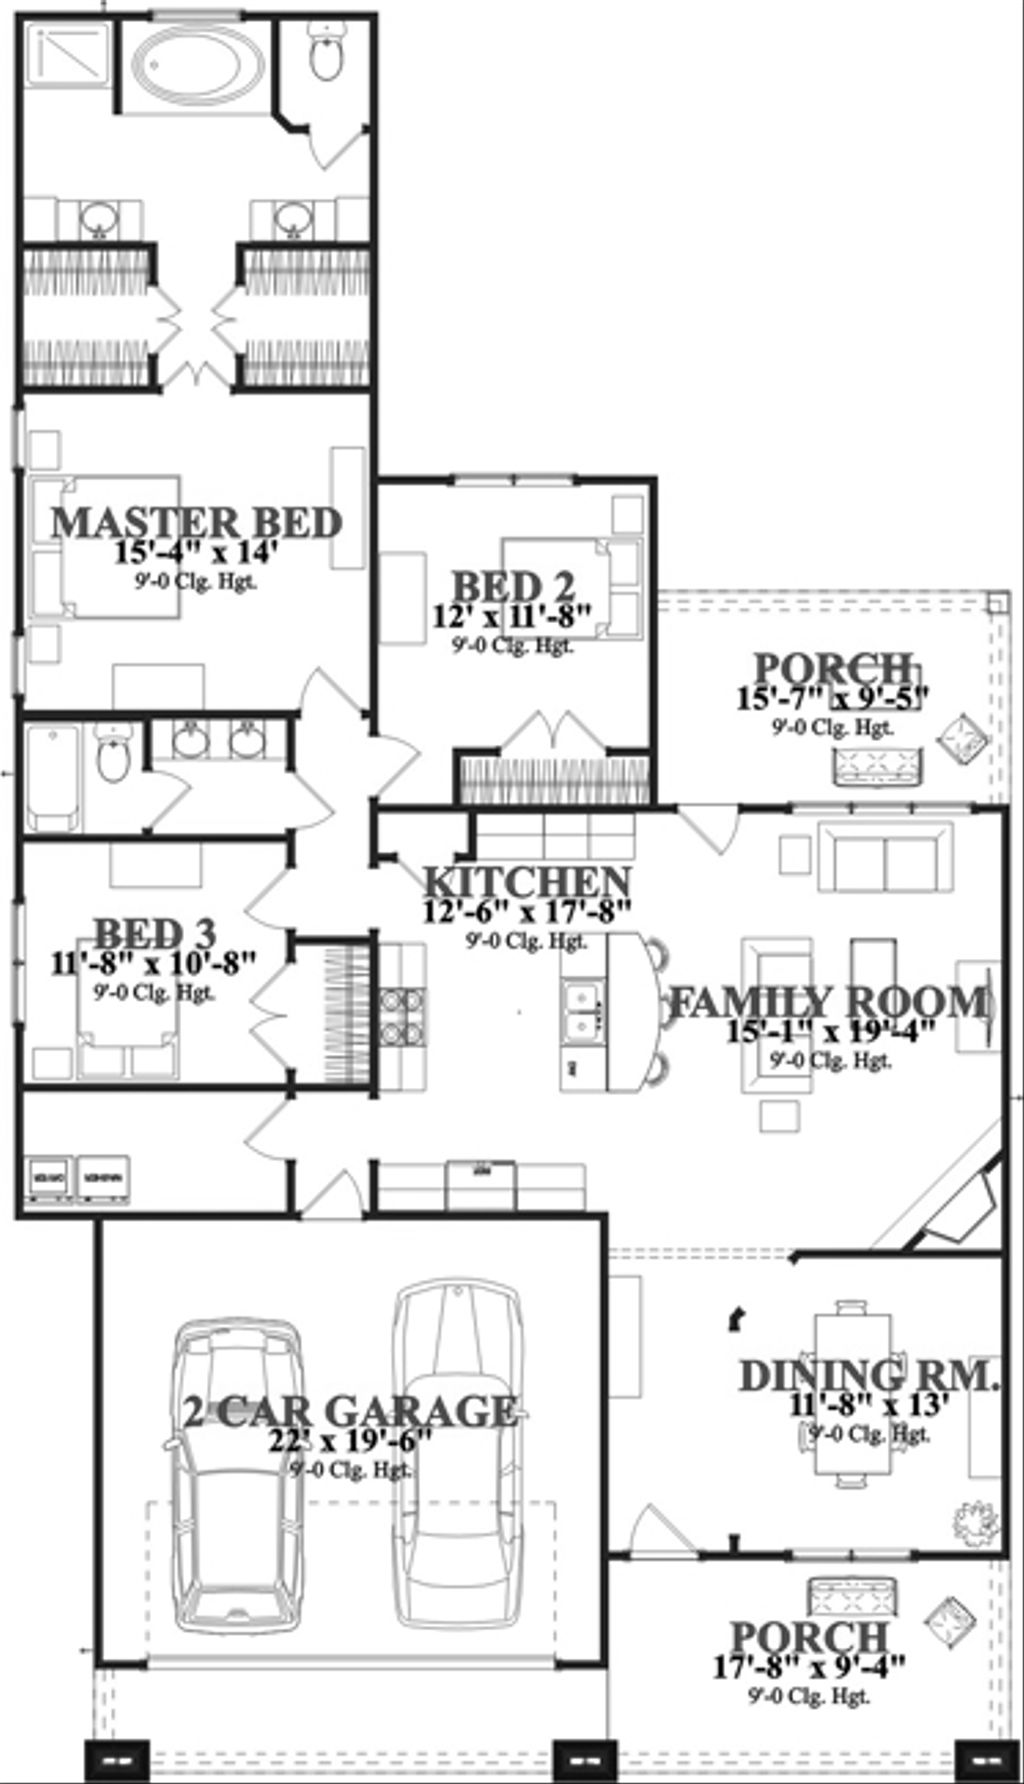 MASTER BED
15'-4" x 14'
9'-0 Clg. Hgt.
BED 2
12' x 11'-8"
9'-0 Clg. Hgt.
PORCH
15'-7" x 9'-5"
9'-0 Clg. Hgt.
KITCHEN
12'-6" x 17'-8"
9'-0 Clg. Hgt.
BED 3
11'-8" x 10'-8"
9'-0 Clg. Hgt.
FAMILY ROOM
15'-1" x 19'-4"
9'-0 Clg. Hgt.
DINING RM.
11'-8" x 13'
9'-0 Clg. Hgt.
2 CAR GARAGE
22' x 19'-6"
9'-0 Clg. Hgt.
PORCH
17'-8" x 9'-4"
9'-0 Clg. Hgt.